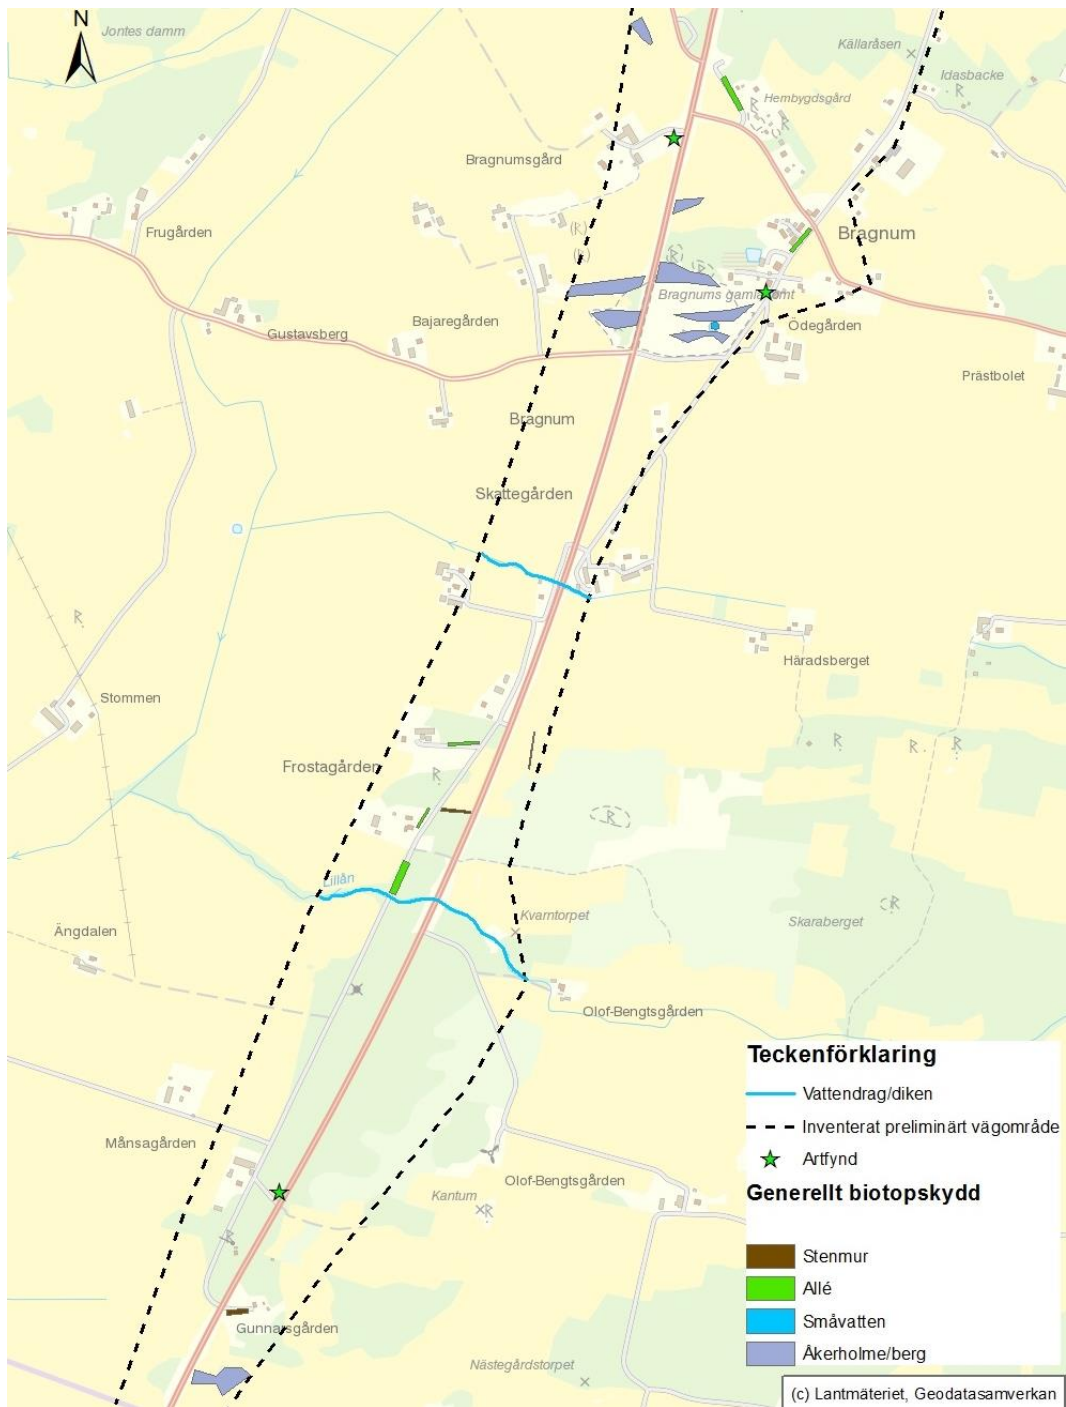 N
Jontes damm
Källaråsen
Idasbacke
Hembygdsgård
Bragnumsgård
Frugården
Bragnum
Bragnums gamla tomt
Gustavsberg
Bajaregården
Ödegården
Prästbolet
Bragnum
Skattegården
Häradsberget
Stommen
Frostagården
Lillån
Kvarntorpet
Skaraberget
Ängdalen
Olof-Bengtsgården
Månsagården
Olof-Bengtsgården
Kantum
Gunnarsgården
Nästegårdstorpet
Teckenförklaring
Vattendrag/diken
Inventerat preliminärt vägområde
Artfynd
Generellt biotopskydd
Stenmur
Allé
Småvatten
Åkerholme/berg
(c) Lantmäteriet, Geodatasamverkan